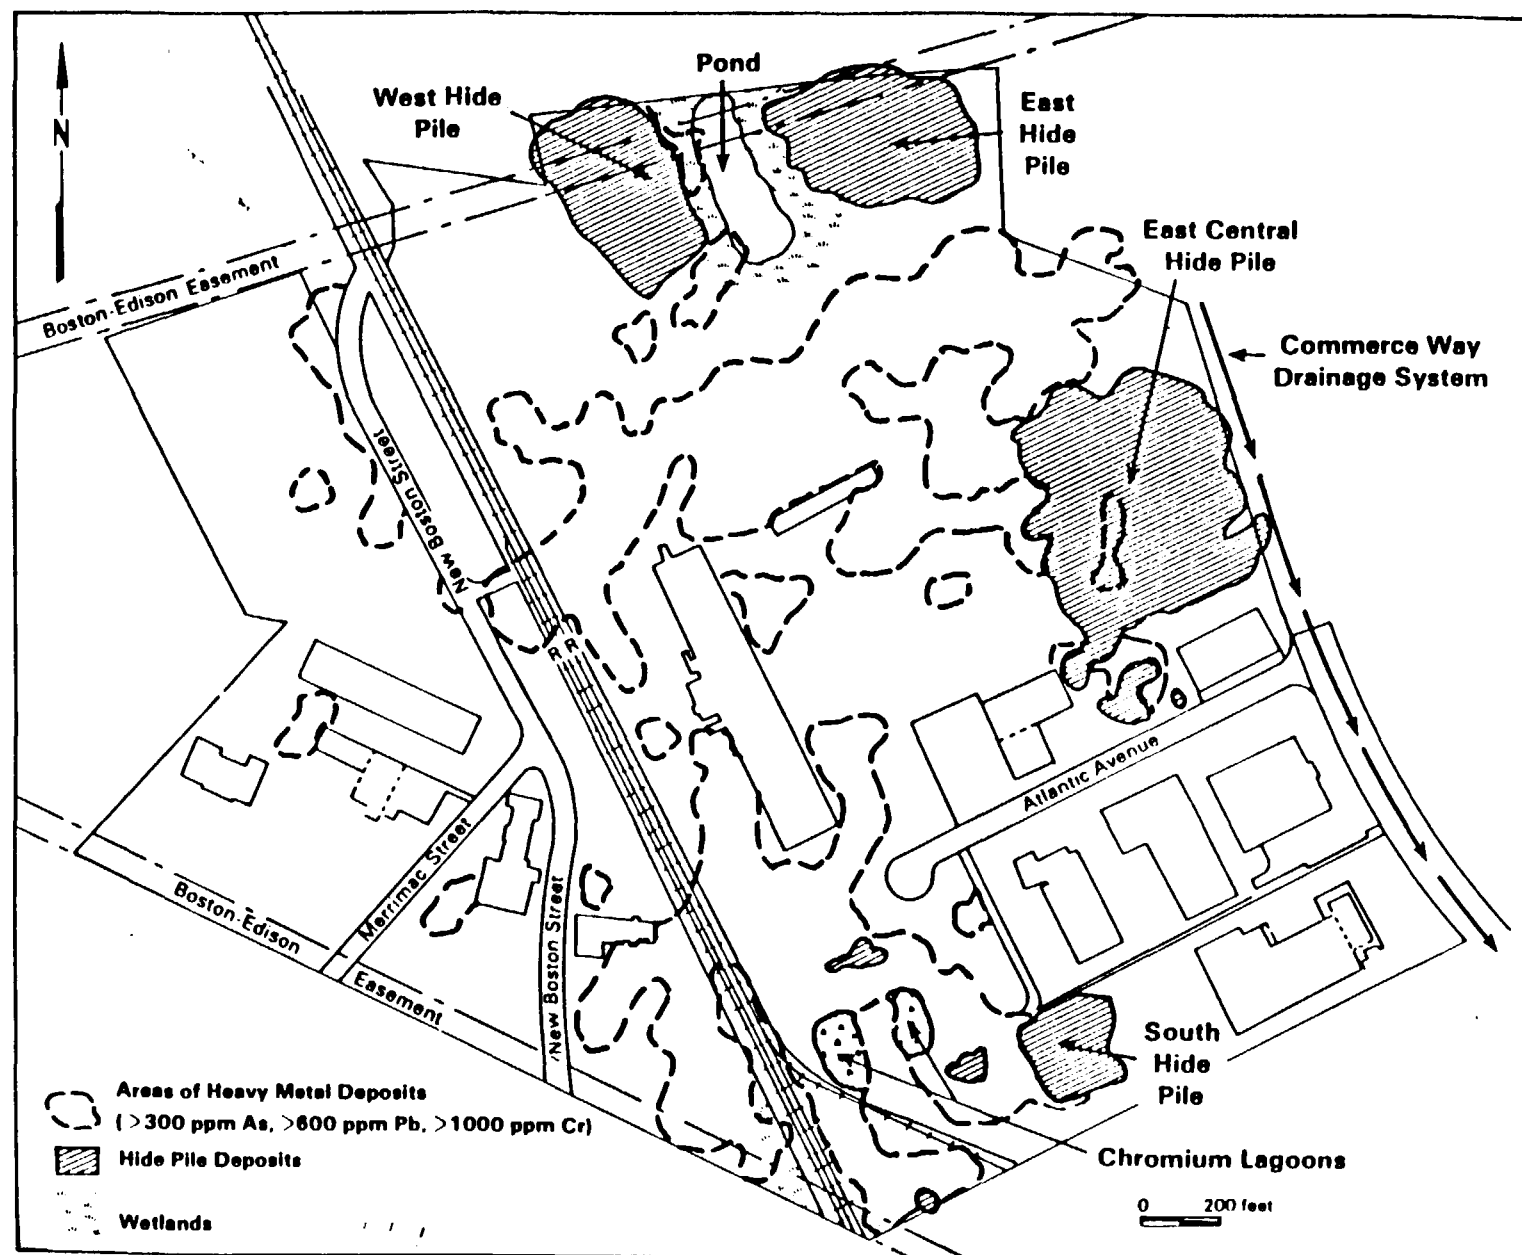 N
West Hide
Pile
Pond
East
Hide
Pile
East Central
Hide Pile
Boston-Edison Easement
Commerce Way
Drainage System
New Boston Street
R R
Atlantic Avenue
Merrimac Street
Boston-Edison
Easement
New Boston Street
South
Hide
Pile
Chromium Lagoons
Areas of Heavy Metal Deposits
(>300 ppm As, >600 ppm Pb, >1000 ppm Cr)
Hide Pile Deposits
Wetlands
0 200 feet